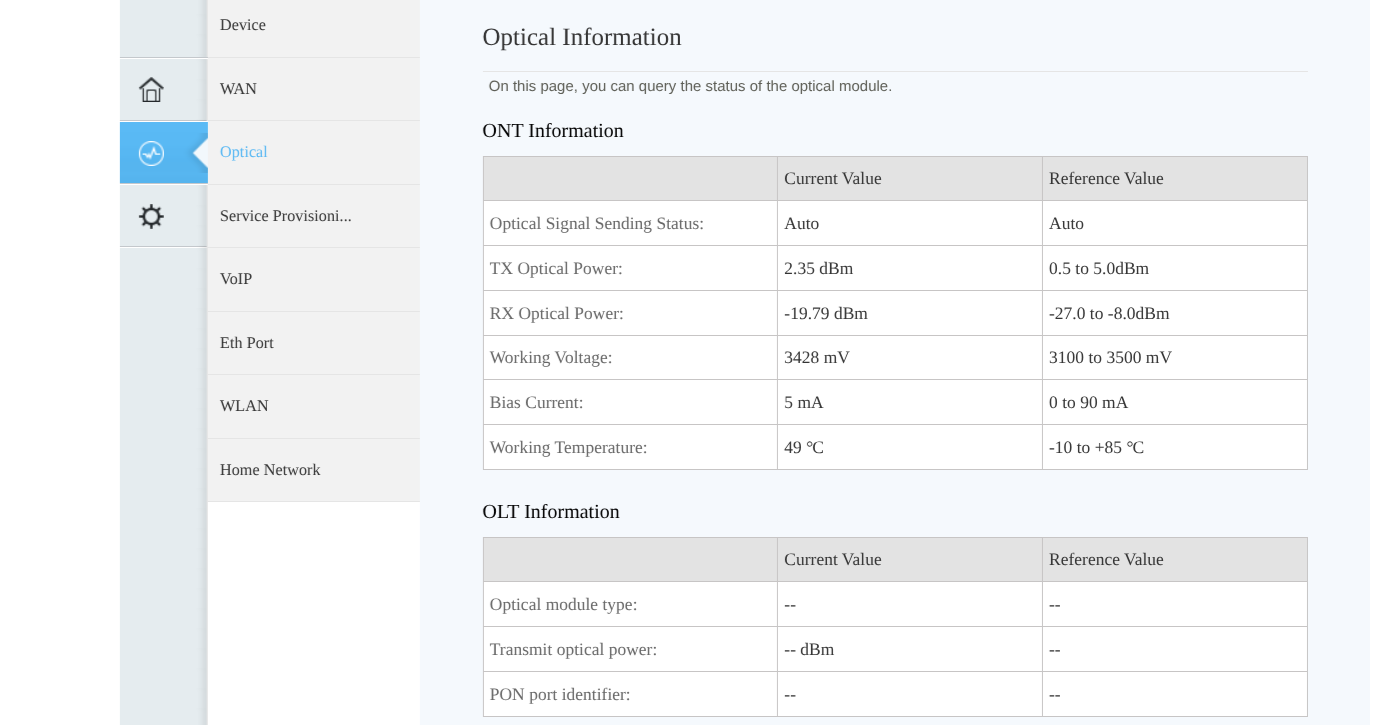 Device
WAN
Optical
Service Provisioni...
VoIP
Eth Port
WLAN
Home Network
Optical Information
On this page, you can query the status of the optical module.
ONT Information
Current Value Reference Value
Optical Signal Sending Status: Auto Auto
TX Optical Power: 2.35 dBm 0.5 to 5.0dBm
RX Optical Power: -19.79 dBm -27.0 to -8.0dBm
Working Voltage: 3428 mV 3100 to 3500 mV
Bias Current: 5 mA 0 to 90 mA
Working Temperature: 49 ℃ -10 to +85 ℃
OLT Information
Current Value Reference Value
Optical module type: -- --
Transmit optical power: -- dBm --
PON port identifier: -- --